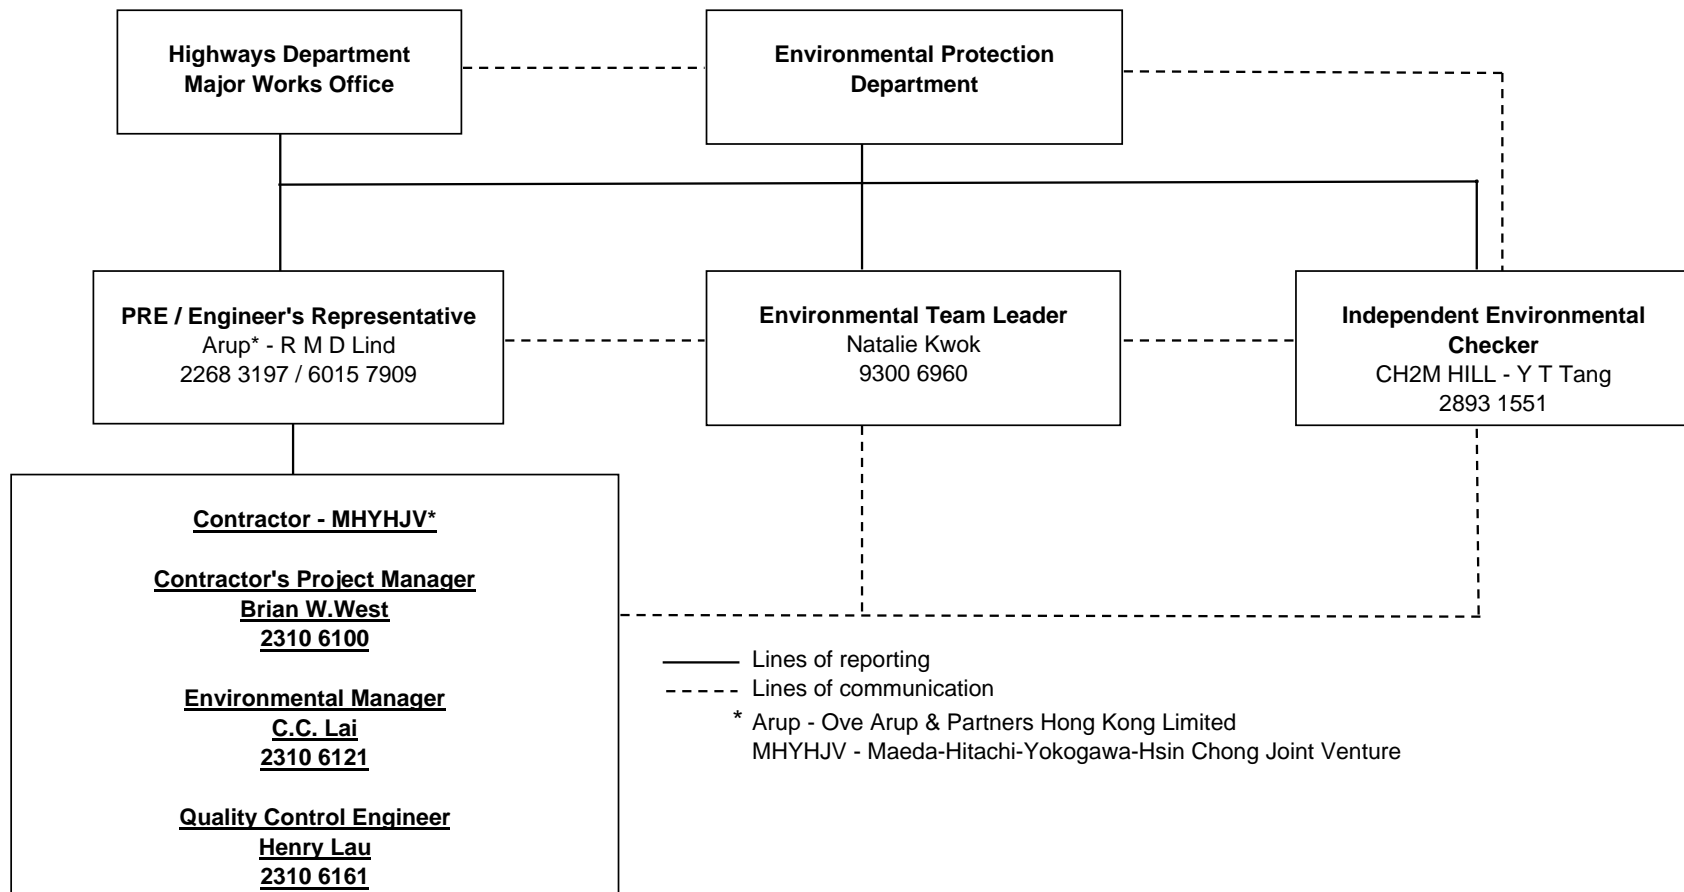 Highways Department
Major Works Office
Environmental Protection
Department
PRE / Engineer's Representative
Arup* - R M D Lind
2268 3197 / 6015 7909
Environmental Team Leader
Natalie Kwok
9300 6960
Independent Environmental
Checker
CH2M HILL - Y T Tang
2893 1551
Contractor - MHYHJV*
Contractor's Project Manager
Brian W.West
2310 6100
Environmental Manager
C.C. Lai
2310 6121
Quality Control Engineer
Henry Lau
2310 6161
Lines of reporting
Lines of communication
* Arup - Ove Arup & Partners Hong Kong Limited
MHYHJV - Maeda-Hitachi-Yokogawa-Hsin Chong Joint Venture